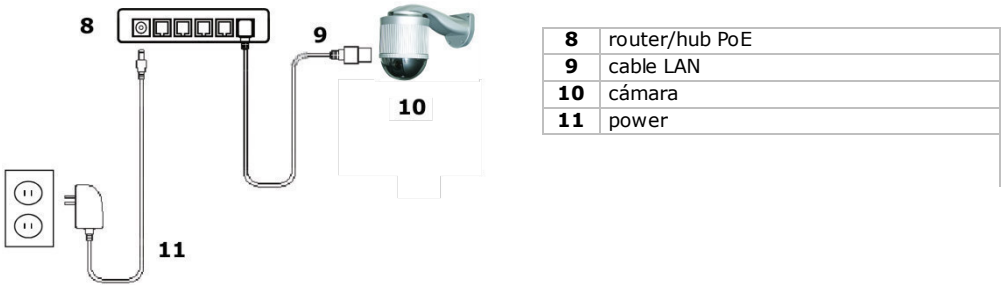 8
9
10
11
8 router/hub PoE
9 cable LAN
10 cámara
11 power